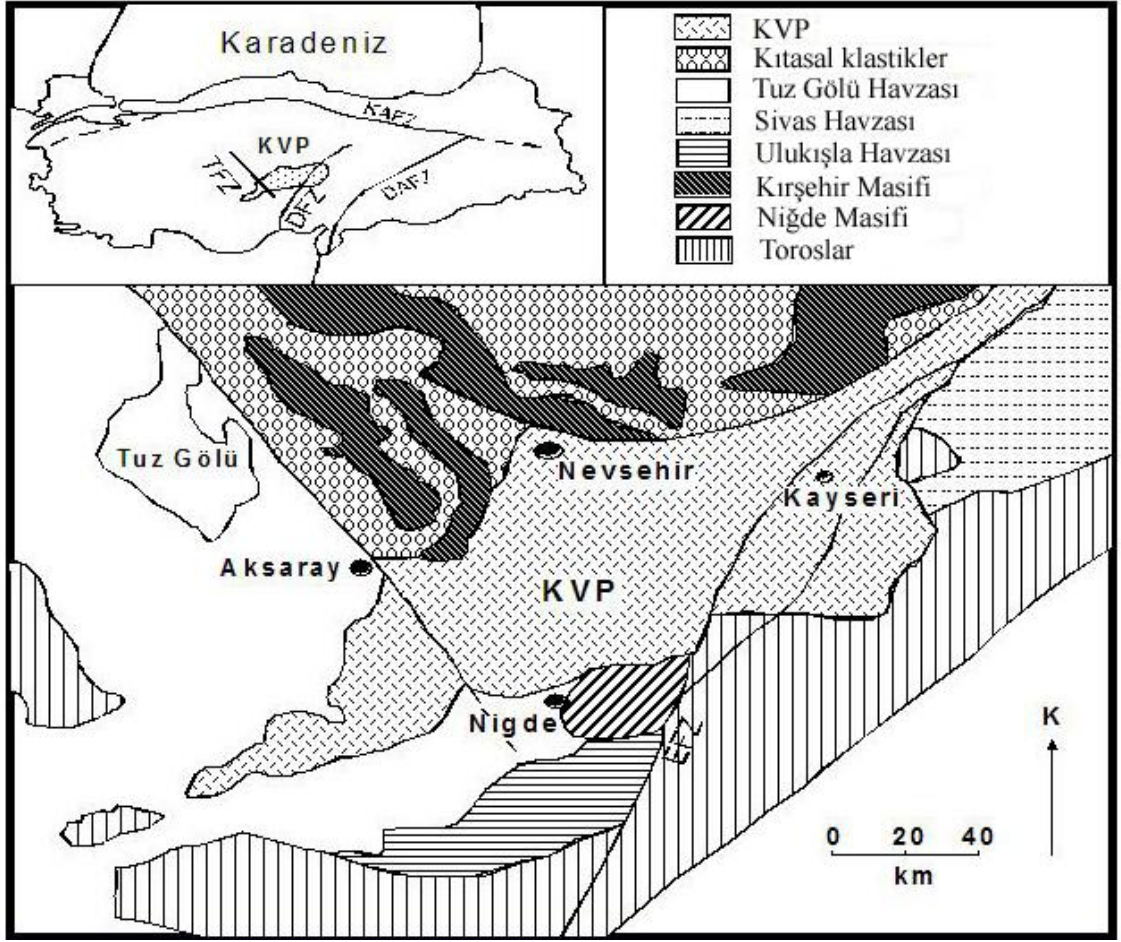 Karadeniz
KAFZ
KVP
TFZ
DFZ
DAFZ
KVP
Kıtasal klastikler
Tuz Gölü Havzası
Sivas Havzası
Ulukışla Havzası
Kırşehir Masifi
Niğde Masifi
Toroslar
Tuz Gölü
Nevsehir
Kayseri
Aksaray
KVP
Nigde
K
0 20 40
km